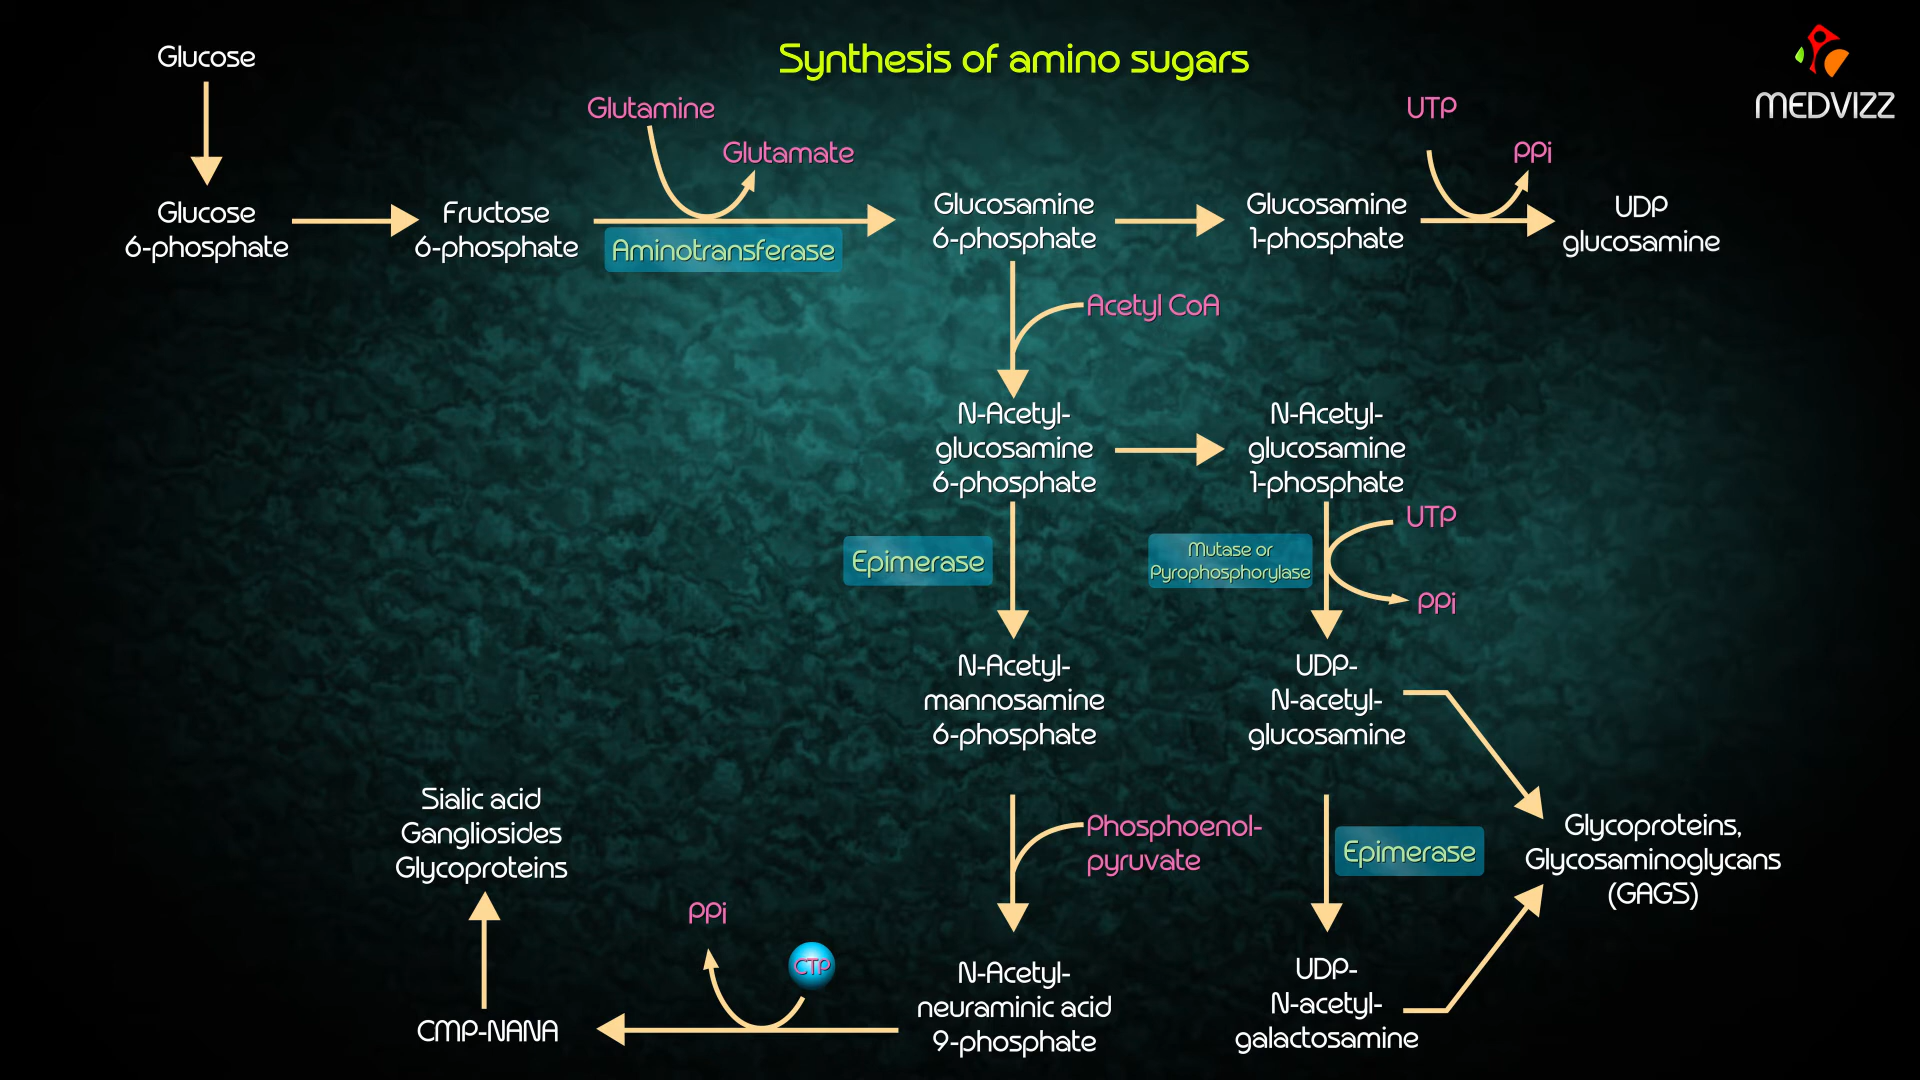 Synthesis of amino sugars
MEDVIZZ
Glucose
Glutamine
Glutamate
UTP
PPi
Glucose
6-phosphate
Fructose
6-phosphate
Aminotransferase
Glucosamine
6-phosphate
Glucosamine
1-phosphate
UDP
glucosamine
Acetyl CoA
N-Acetyl-
glucosamine
6-phosphate
N-Acetyl-
glucosamine
1-phosphate
UTP
Epimerase
Mutase or
Pyrophosphorylase
PPi
N-Acetyl-
mannosamine
6-phosphate
UDP-
N-acetyl-
glucosamine
Sialic acid
Gangliosides
Glycoproteins
Phosphoenol-
pyruvate
Epimerase
Glycoproteins,
Glycosaminoglycans
(GAGS)
PPi
CTP
CMP-NANA
N-Acetyl-
neuraminic acid
9-phosphate
UDP-
N-acetyl-
galactosamine